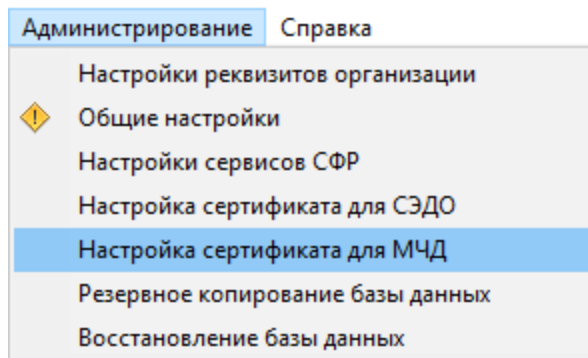 Администрирование Справка
Настройки реквизитов организации
Общие настройки
Настройки сервисов СФР
Настройка сертификата для СЭДО
Настройка сертификата для МЧД
Резервное копирование базы данных
Восстановление базы данных